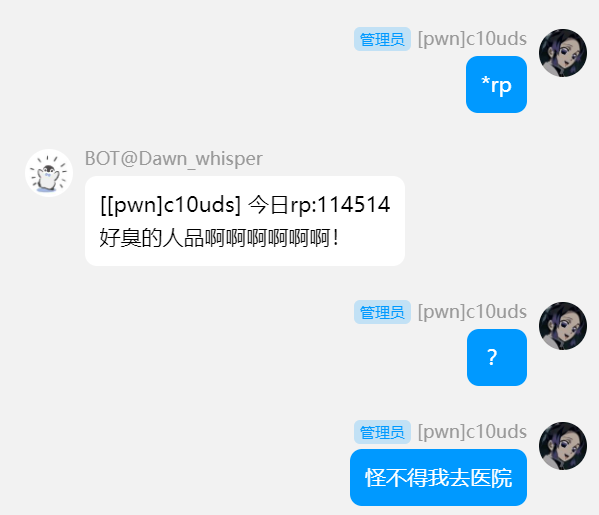 管理员 [pwn]c10uds
*rp
BOT@Dawn_whisper
[[pwn]c10uds] 今日rp:114514
好臭的人品啊啊啊啊啊啊！
管理员 [pwn]c10uds
？
管理员 [pwn]c10uds
怪不得我去医院